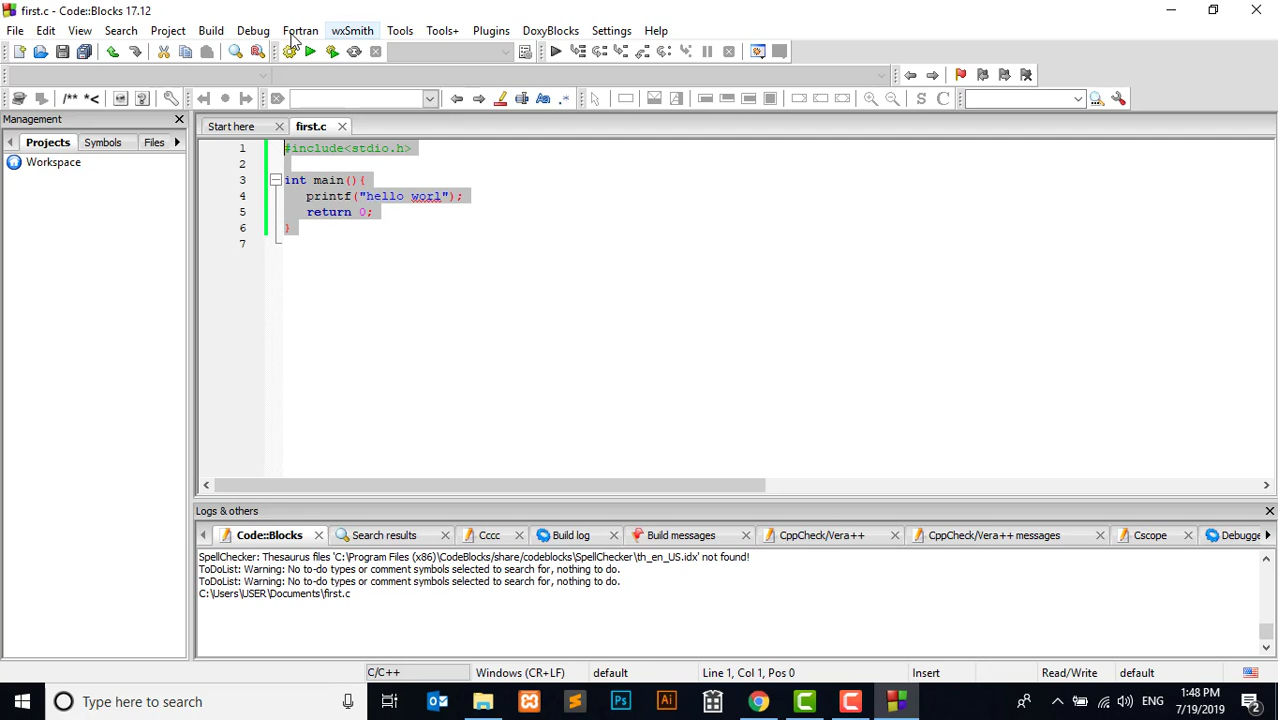 first.c - Code::Blocks 17.12
File Edit View Search Project Build Debug Fortran wxSmith Tools Tools+ Plugins DoxyBlocks Settings Help
/** *< .* S C
Management
Projects Symbols Files
Workspace
Start here first.c
1 #include<stdio.h>
2
3 int main(){
4 printf("hello worl");
5 return 0;
6 }
7
Logs & others
Code::Blocks Search results Cccc Build log Build messages CppCheck/Vera++ CppCheck/Vera++ messages Cscope Debugge
SpellChecker: Thesaurus files 'C:\Program Files (x86)\CodeBlocks/share/codeblocks\SpellChecker\th_en_US.idx' not found!
ToDoList: Warning: No to-do types or comment symbols selected to search for, nothing to do.
ToDoList: Warning: No to-do types or comment symbols selected to search for, nothing to do.
C:\Users\USER\Documents\first.c
C/C++ Windows (CR+LF) default Line 1, Col 1, Pos 0 Insert Read/Write default
Type here to search Ps Ai ENG 1:48 PM
7/19/2019 2